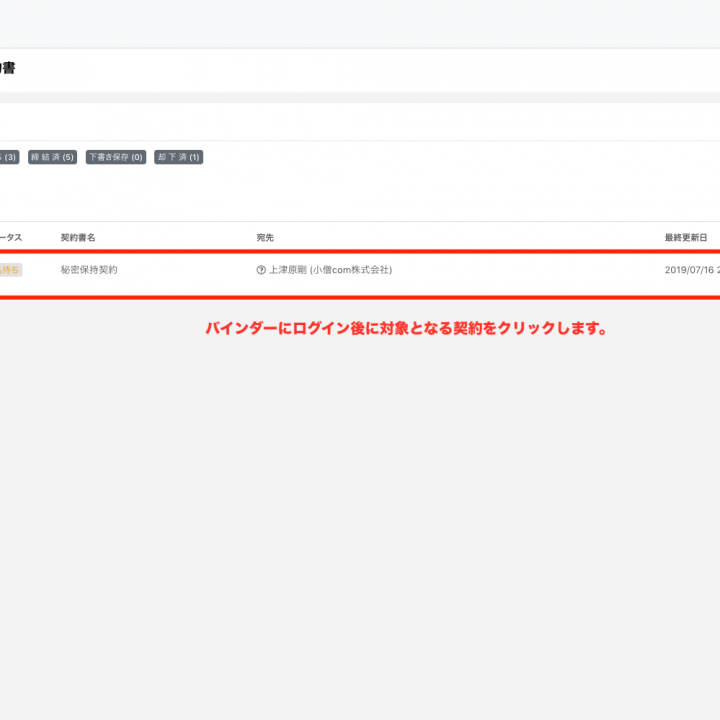 書
(3) 締 結 済 (5) 下書き保存 (0) 却 下 済 (1)
ータス 契約書名 宛先 最終更新日
待ち 秘密保持契約 上津原剛 (小僧com株式会社) 2019/07/16 2
バインダーにログイン後に対象となる契約をクリックします。